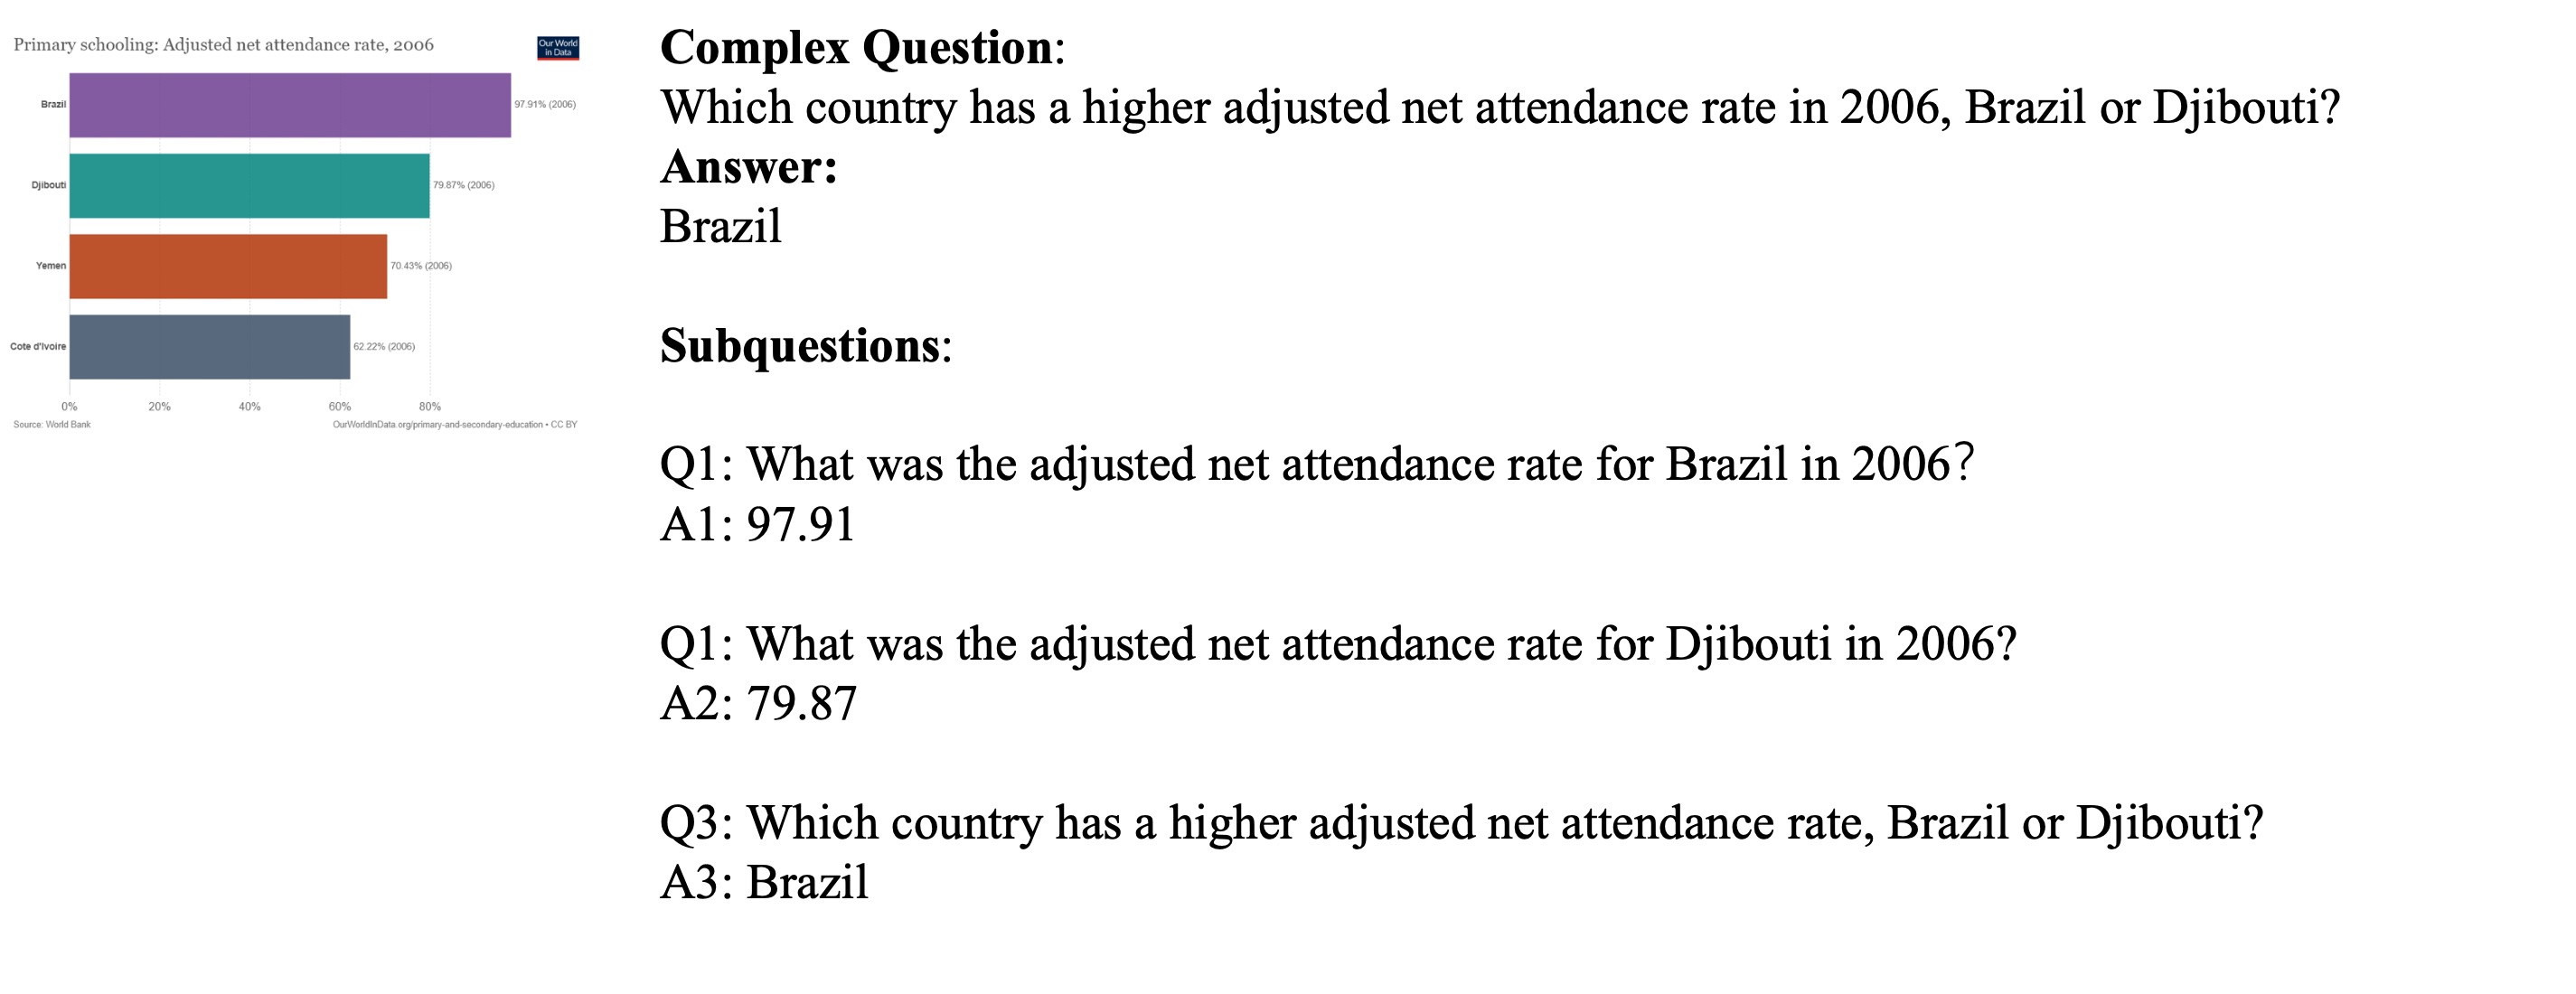 Primary schooling: Adjusted net attendance rate, 2006
Our World
in Data
Brazil
97.91% (2006)
Djibouti
79.87% (2006)
Yemen
70.43% (2006)
Cote d'Ivoire
62.22% (2006)
0% 20% 40% 60% 80%
Source: World Bank
OurWorldInData.org/primary-and-secondary-education • CC BY
Complex Question:
Which country has a higher adjusted net attendance rate in 2006, Brazil or Djibouti?
Answer:
Brazil
Subquestions:
Q1: What was the adjusted net attendance rate for Brazil in 2006?
A1: 97.91
Q1: What was the adjusted net attendance rate for Djibouti in 2006?
A2: 79.87
Q3: Which country has a higher adjusted net attendance rate, Brazil or Djibouti?
A3: Brazil